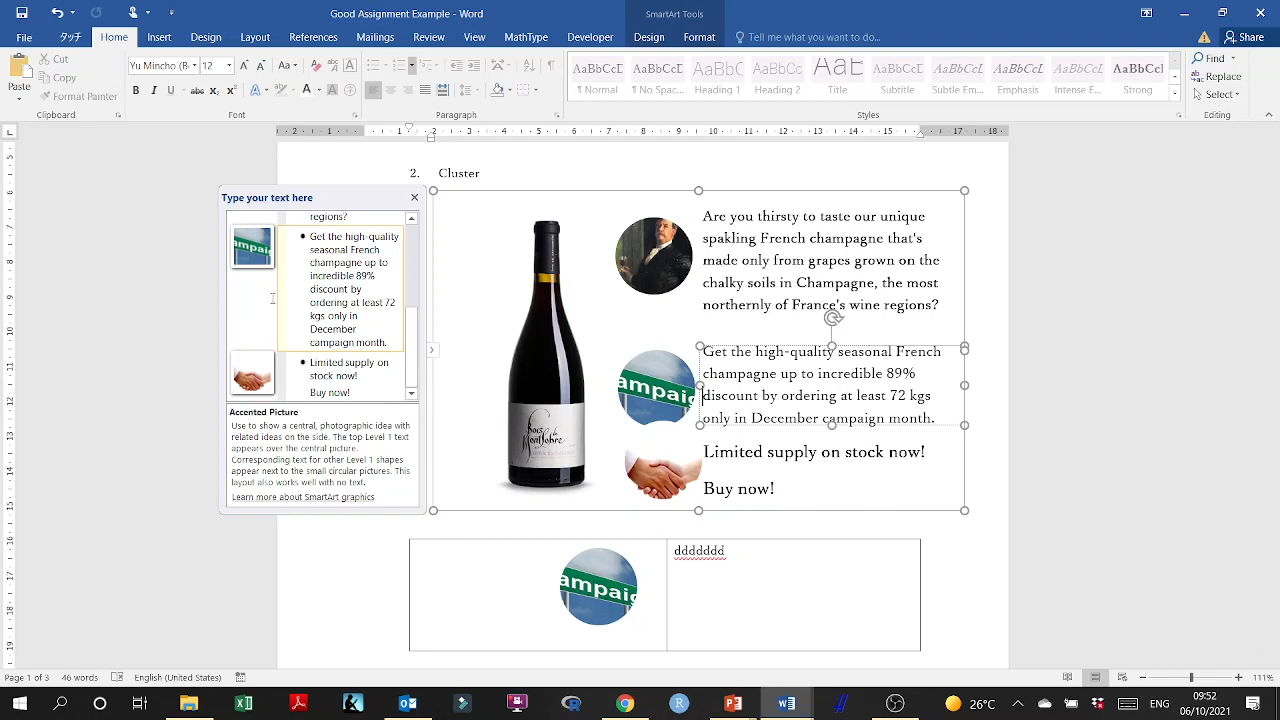 Good Assignment Example - Word
SmartArt Tools
File タッチ Home Insert Design Layout References Mailings Review View MathType Developer Design Format Tell me what you want to do... Share
Paste
Cut
Copy
Format Painter
Yu Mincho (B 12
AaBbCcDc AaBbCcDc AaBbC AaBbCc AaB AaBbCcD AaBbCcDc AaBbCcDc AaBbCcDc AaBbCcl
¶ Normal ¶ No Spac... Heading 1 Heading 2 Title Subtitle Subtle Em... Emphasis Intense E... Strong
Find
Replace
Select
Clipboard Font Paragraph Styles Editing
2. Cluster
Type your text here
regions?
Get the high-quality
seasonal French
champagne up to
incredible 89%
discount by
ordering at least 72
kgs only in
December
campaign month.
Limited supply on
stock now!
Buy now!
Accented Picture
Use to show a central, photographic idea with
related ideas on the side. The top Level 1 text
appears over the central picture.
Corresponding text for other Level 1 shapes
appear next to the small circular pictures. This
layout also works well with no text.
Learn more about SmartArt graphics
Are you thirsty to taste our unique
spakling French champagne that's
made only from grapes grown on the
chalky soils in Champagne, the most
northernly of France's wine regions?
ampaig
Get the high-quality seasonal French
champagne up to incredible 89%
discount by ordering at least 72 kgs
only in December campaign month.
Limited supply on stock now!
Buy now!
ampaig
ddddddd
Page 1 of 3 46 words English (United States) 111%
26°C ENG 09:52
06/10/2021